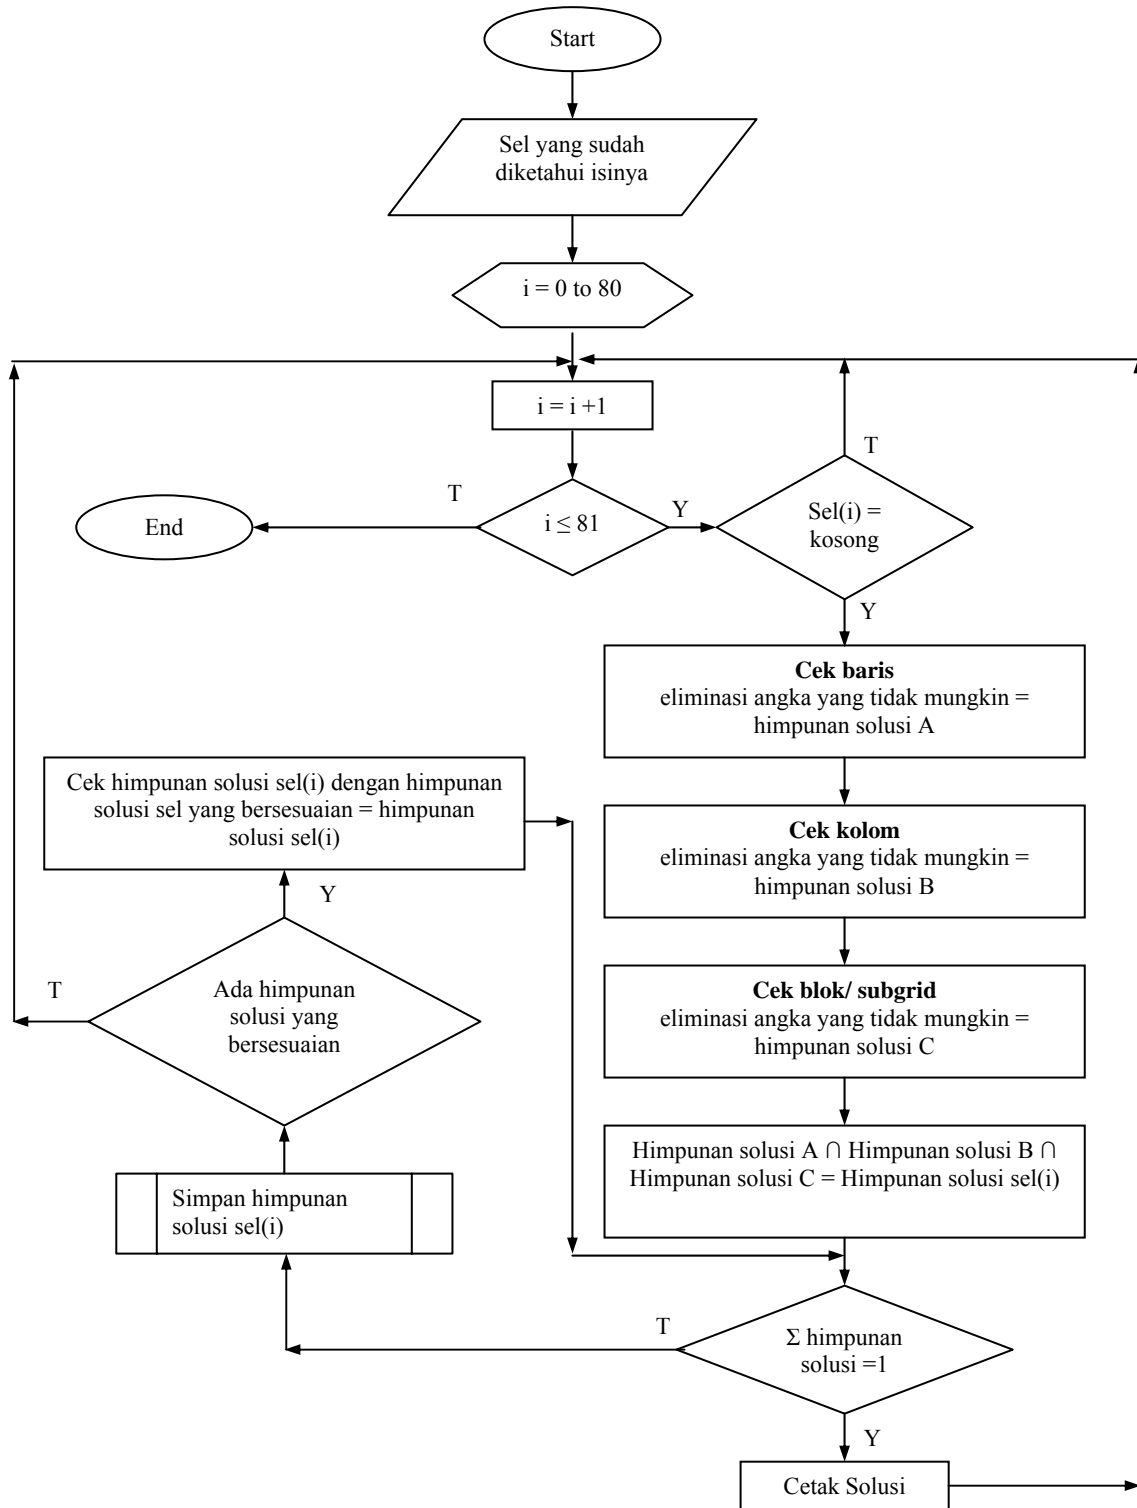 Start
Sel yang sudah
diketahui isinya
i = 0 to 80
i = i +1
T
i ≤ 81
Y
End
T
Sel(i) =
kosong
Y
Cek baris
eliminasi angka yang tidak mungkin =
himpunan solusi A
Cek kolom
eliminasi angka yang tidak mungkin =
himpunan solusi B
Cek blok/ subgrid
eliminasi angka yang tidak mungkin =
himpunan solusi C
Himpunan solusi A ∩ Himpunan solusi B ∩
Himpunan solusi C = Himpunan solusi sel(i)
Σ himpunan
solusi =1
T
Y
Cetak Solusi
Simpan himpunan
solusi sel(i)
Ada himpunan
solusi yang
bersesuaian
T
Y
Cek himpunan solusi sel(i) dengan himpunan
solusi sel yang bersesuaian = himpunan
solusi sel(i)